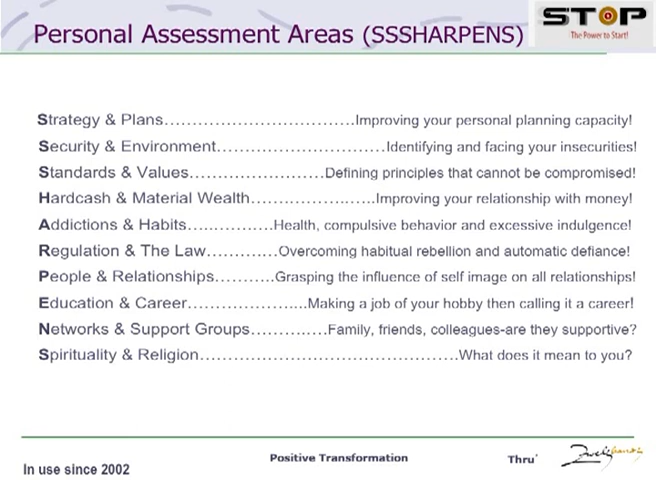 Personal Assessment Areas (SSSHARPENS)
STOP
The Power to Start!
Strategy & Plans…………………………….Improving your personal planning capacity!
Security & Environment…………………………Identifying and facing your insecurities!
Standards & Values……………………Defining principles that cannot be compromised!
Hardcash & Material Wealth…………….…..Improving your relationship with money!
Addictions & Habits….……….Health, compulsive behavior and excessive indulgence!
Regulation & The Law…….……Overcoming habitual rebellion and automatic defiance!
People & Relationships………..Grasping the influence of self image on all relationships!
Education & Career………………....Making a job of your hobby then calling it a career!
Networks & Support Groups……….…Family, friends, colleagues-are they supportive?
Spirituality & Religion……………………………………….What does it mean to you?
In use since 2002
Positive Transformation
Thru'